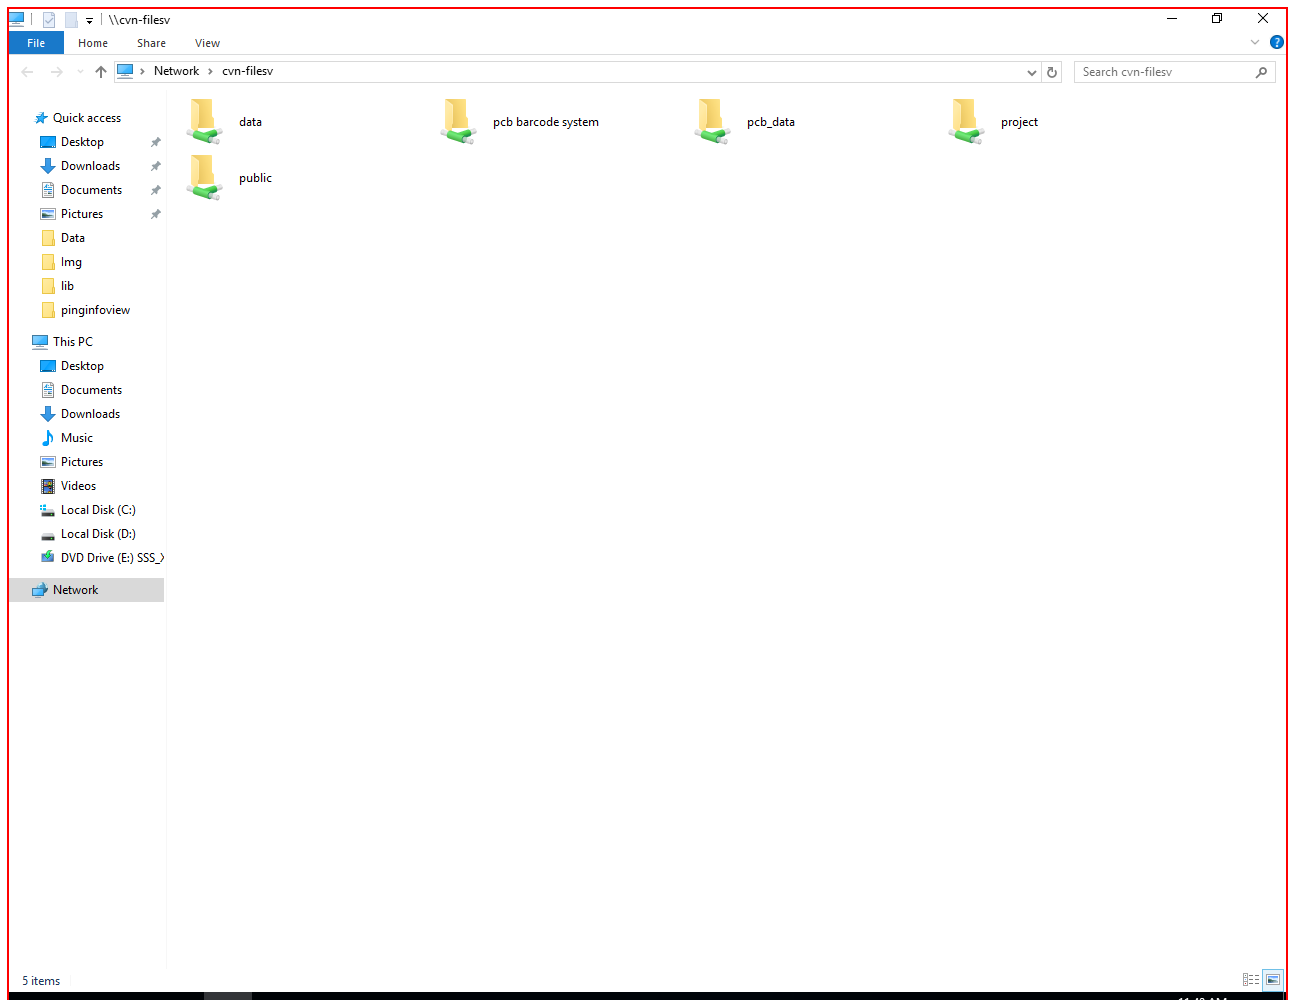 \\cvn-filesv
File Home Share View
?
Network cvn-filesv
Search cvn-filesv
Quick access
Desktop
Downloads
Documents
Pictures
Data
Img
lib
pinginfoview
This PC
Desktop
Documents
Downloads
Music
Pictures
Videos
Local Disk (C:)
Local Disk (D:)
DVD Drive (E:) SSS_X
Network
data pcb barcode system pcb_data project
public
5 items